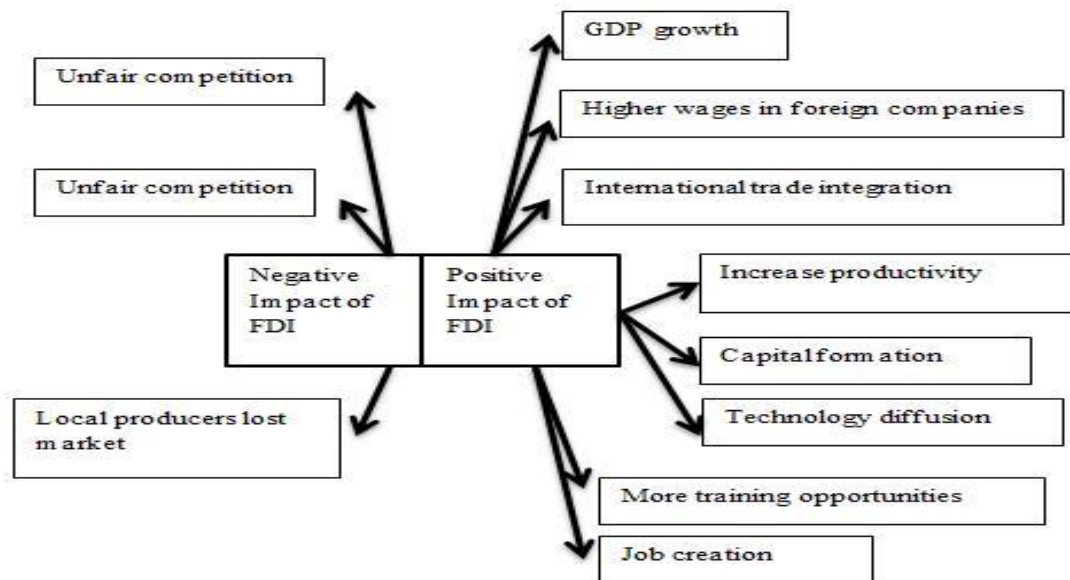 GDP growth
Unfair competition
Higher wages in foreign companies
Unfair competition
International trade integration
Negative
Impact of
FDI
Positive
Impact of
FDI
Increase productivity
Capital formation
Local producers lost
market
Technology diffusion
More training opportunities
Job creation